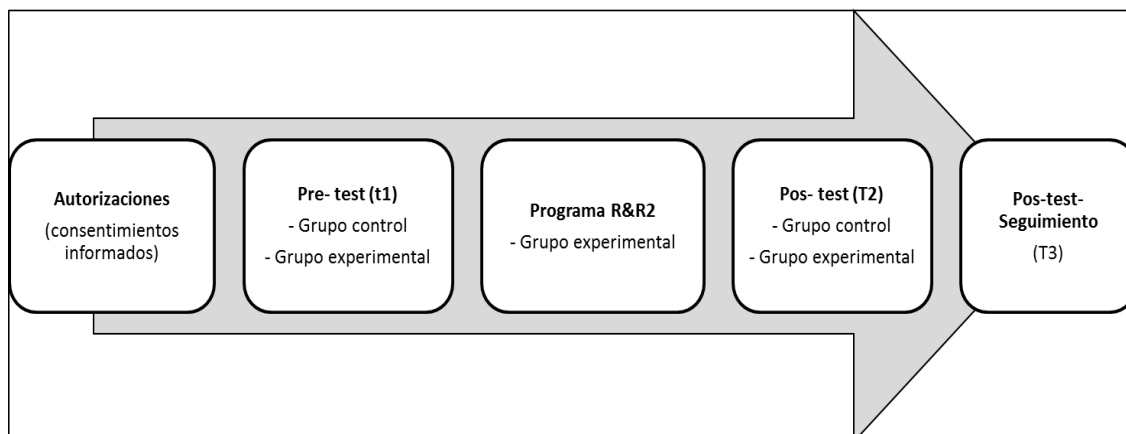 Autorizaciones
(consentimientos
informados)
Pre- test (t1)
- Grupo control
- Grupo experimental
Programa R&R2
- Grupo experimental
Pos- test (T2)
- Grupo control
- Grupo experimental
Pos-test-
Seguimiento
(T3)